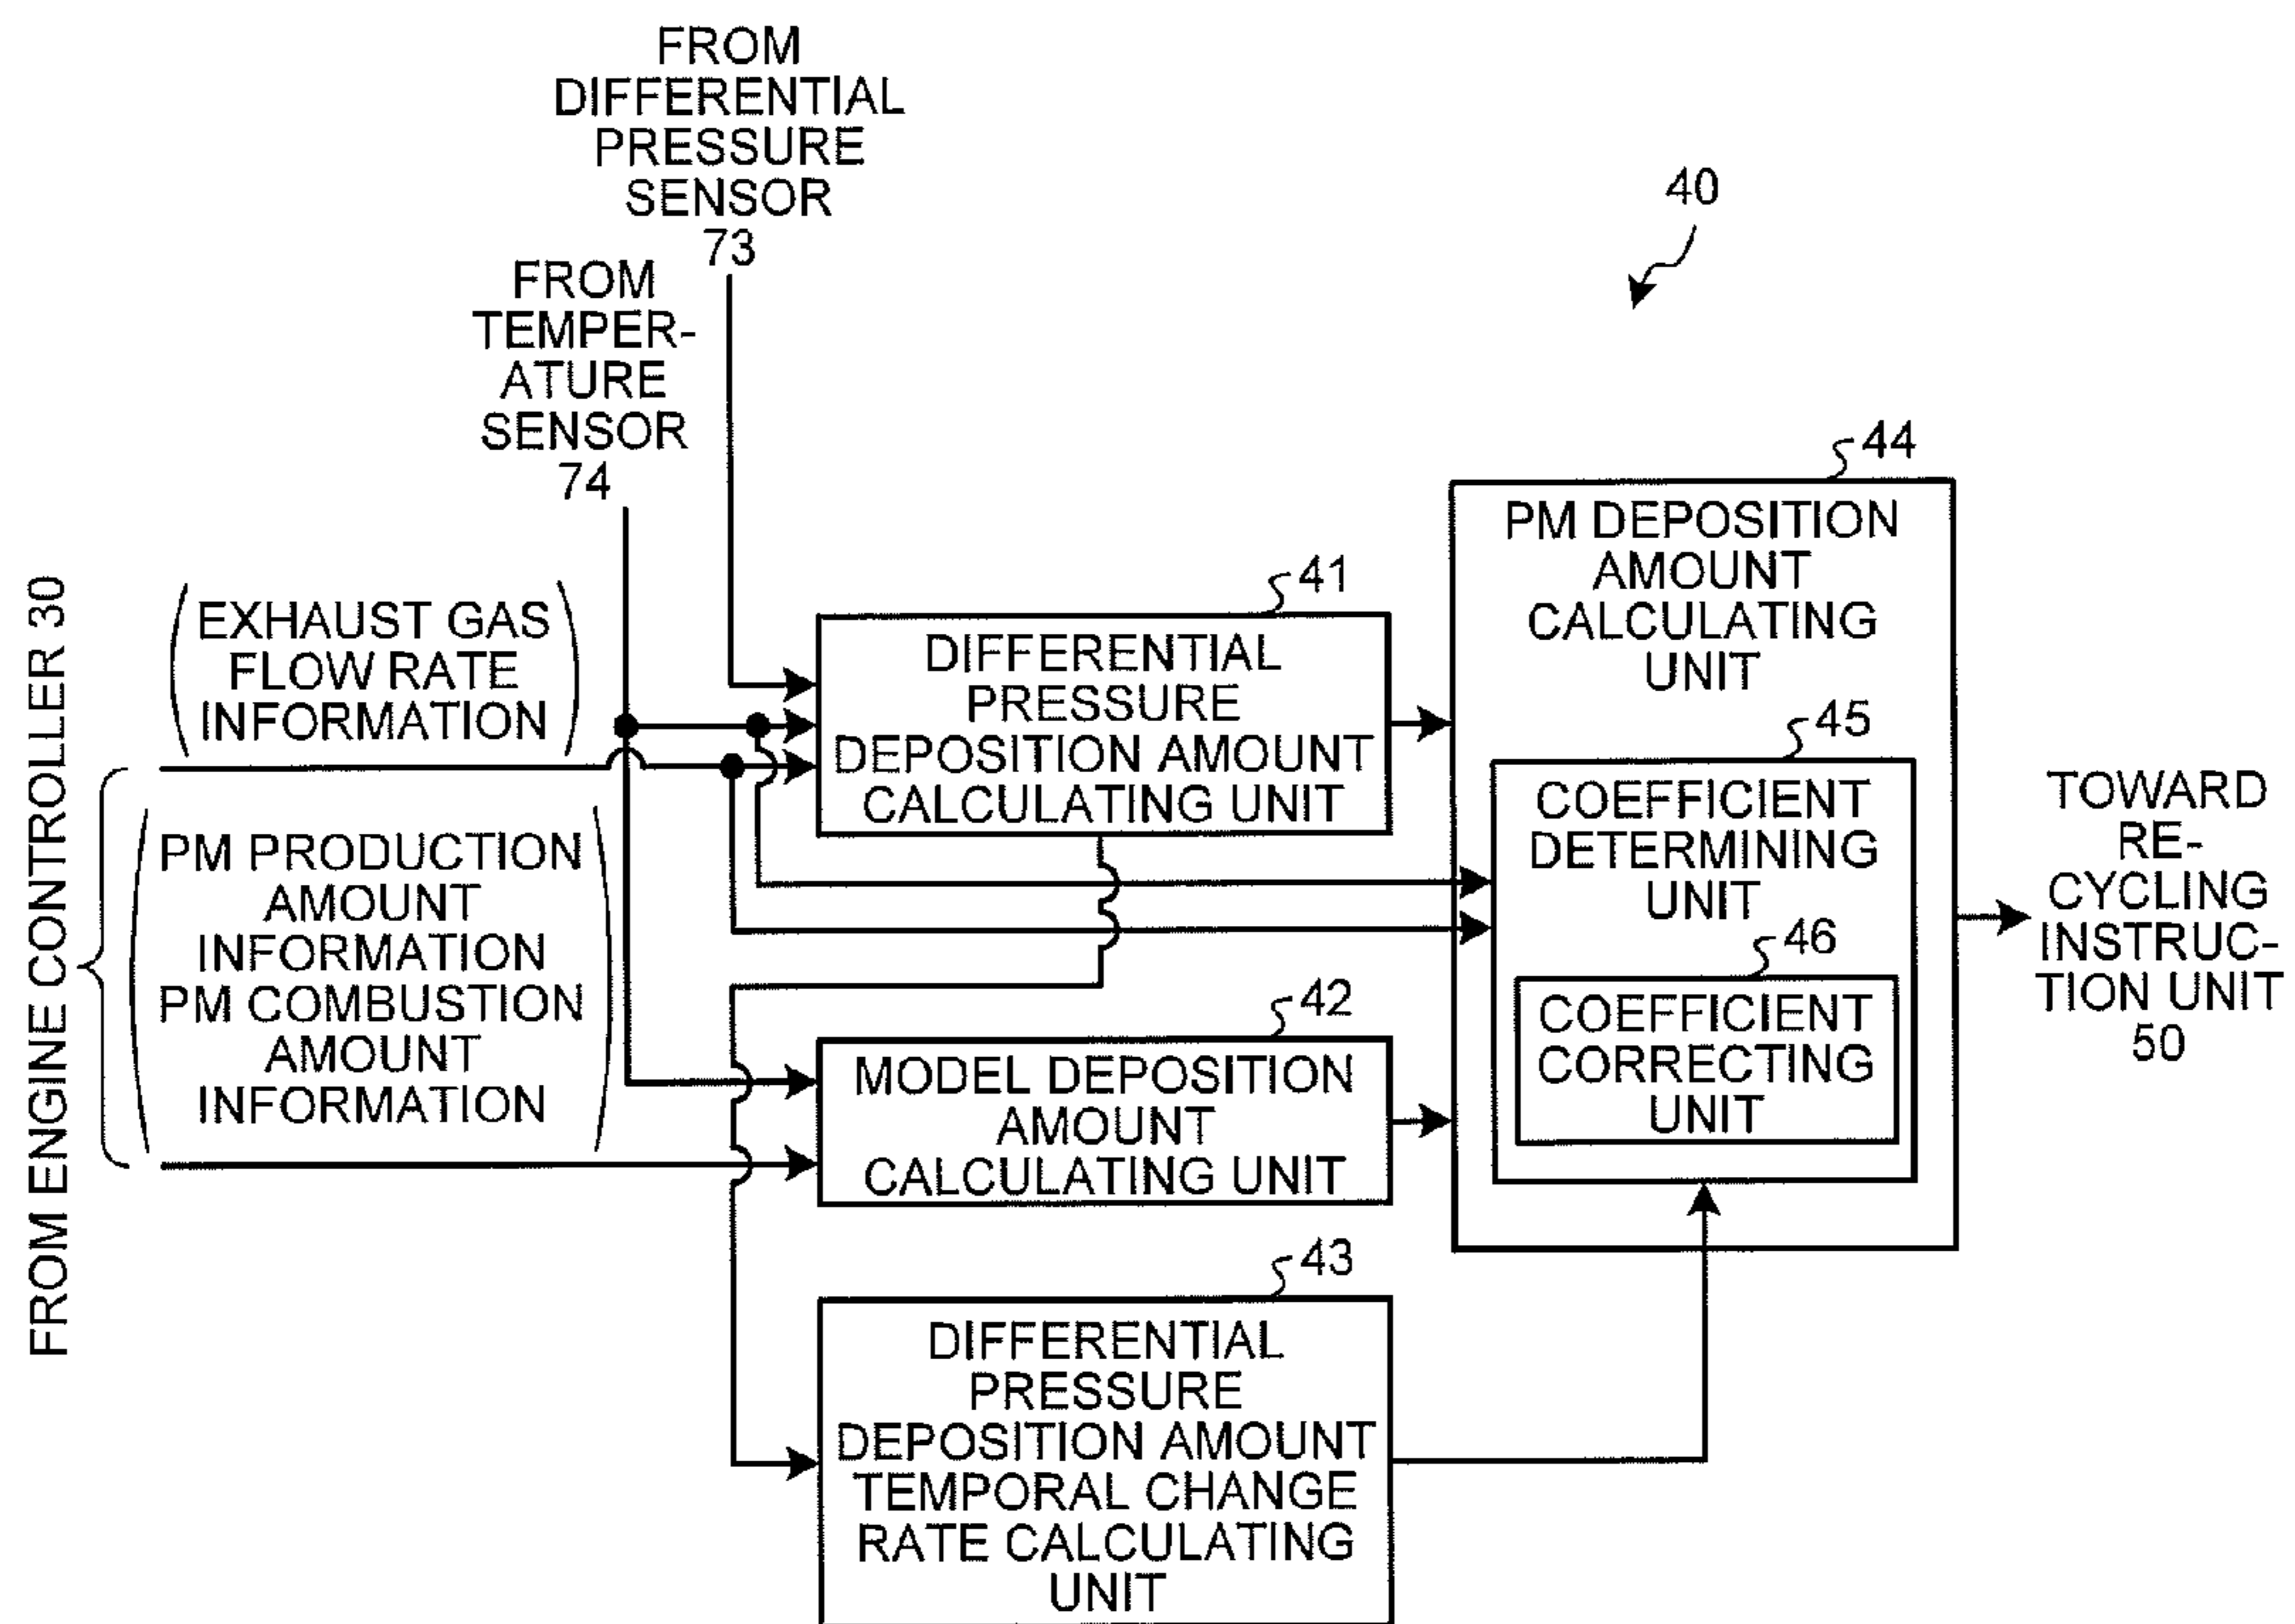 FROM
DIFFERENTIAL
PRESSURE
SENSOR
73
FROM
TEMPER-
ATURE
SENSOR
74
40
FROM ENGINE CONTROLLER 30
EXHAUST GAS
FLOW RATE
INFORMATION
PM PRODUCTION
AMOUNT
INFORMATION
PM COMBUSTION
AMOUNT
INFORMATION
41
DIFFERENTIAL
PRESSURE
DEPOSITION AMOUNT
CALCULATING UNIT
42
MODEL DEPOSITION
AMOUNT
CALCULATING UNIT
43
DIFFERENTIAL
PRESSURE
DEPOSITION AMOUNT
TEMPORAL CHANGE
RATE CALCULATING
UNIT
44
PM DEPOSITION
AMOUNT
CALCULATING
UNIT
45
COEFFICIENT
DETERMINING
UNIT
46
COEFFICIENT
CORRECTING
UNIT
TOWARD
RE-
CYCLING
INSTRUC-
TION UNIT
50